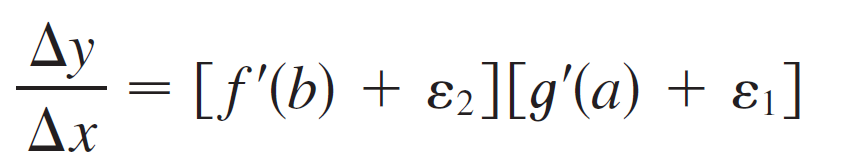 Δy/Δx = [f′(b) + ε₂][g′(a) + ε₁]